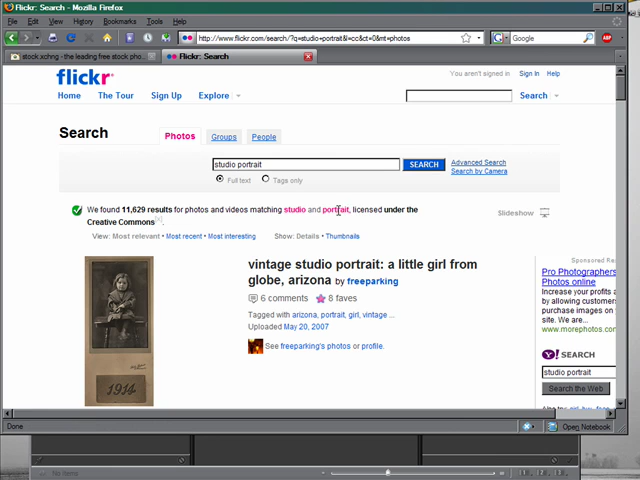 Flickr: Search - Mozilla Firefox
File Edit View History Bookmarks Tools Help
http://www.flickr.com/search/?q=studio+portrait&l=cc&ct=0&mt=photos
Google
ABP
stock.xchng - the leading free stock pho...
Flickr: Search
flickr
You aren't signed in Sign In Help
Home The Tour Sign Up Explore Search
Search
Photos Groups People
studio portrait SEARCH
Advanced Search
Search by Camera
Full text Tags only
We found 11,629 results for photos and videos matching studio and portrait, licensed under the
Creative Commons[x].
Slideshow
View: Most relevant • Most recent • Most interesting Show: Details • Thumbnails
Sponsored Res
vintage studio portrait: a little girl from
globe, arizona by freeparking
6 comments 8 faves
Tagged with arizona, portrait, girl, vintage ...
Uploaded May 20, 2007
See freeparking's photos or profile.
1914
Pro Photographers
Photos online
Increase your profits
by allowing customers
purchase images on
your site. We are...
www.morephotos.com
Y! SEARCH
studio portrait
Search the Web
Done
Open Notebook
No items